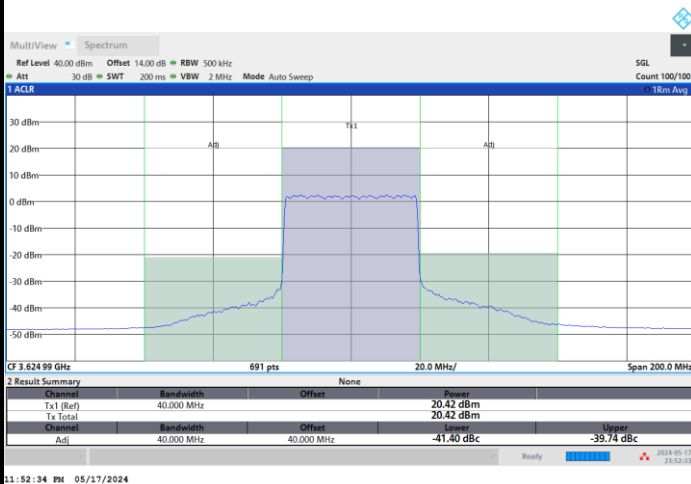 MultiView Spectrum
Ref Level 40.00 dBm Offset 14.00 dB RBW 500 kHz SGL
Att 30 dB SWT 200 ms VBW 2 MHz Mode Auto Sweep Count 100/100
1 ACLR 1Rm Avg
30 dBm
Tx1
20 dBm
Adj Adj
10 dBm
0 dBm
-10 dBm
-20 dBm
-30 dBm
-40 dBm
-50 dBm
CF 3.624 99 GHz 691 pts 20.0 MHz/ Span 200.0 MHz
2 Result Summary None
Channel Bandwidth Offset Power
Tx1 (Ref) 40.000 MHz 20.42 dBm
Tx Total 20.42 dBm
Channel Bandwidth Offset Lower Upper
Adj 40.000 MHz 40.000 MHz -41.40 dBc -39.74 dBc
Ready 2024-05-17
23:52:33
11:52:34 PM 05/17/2024